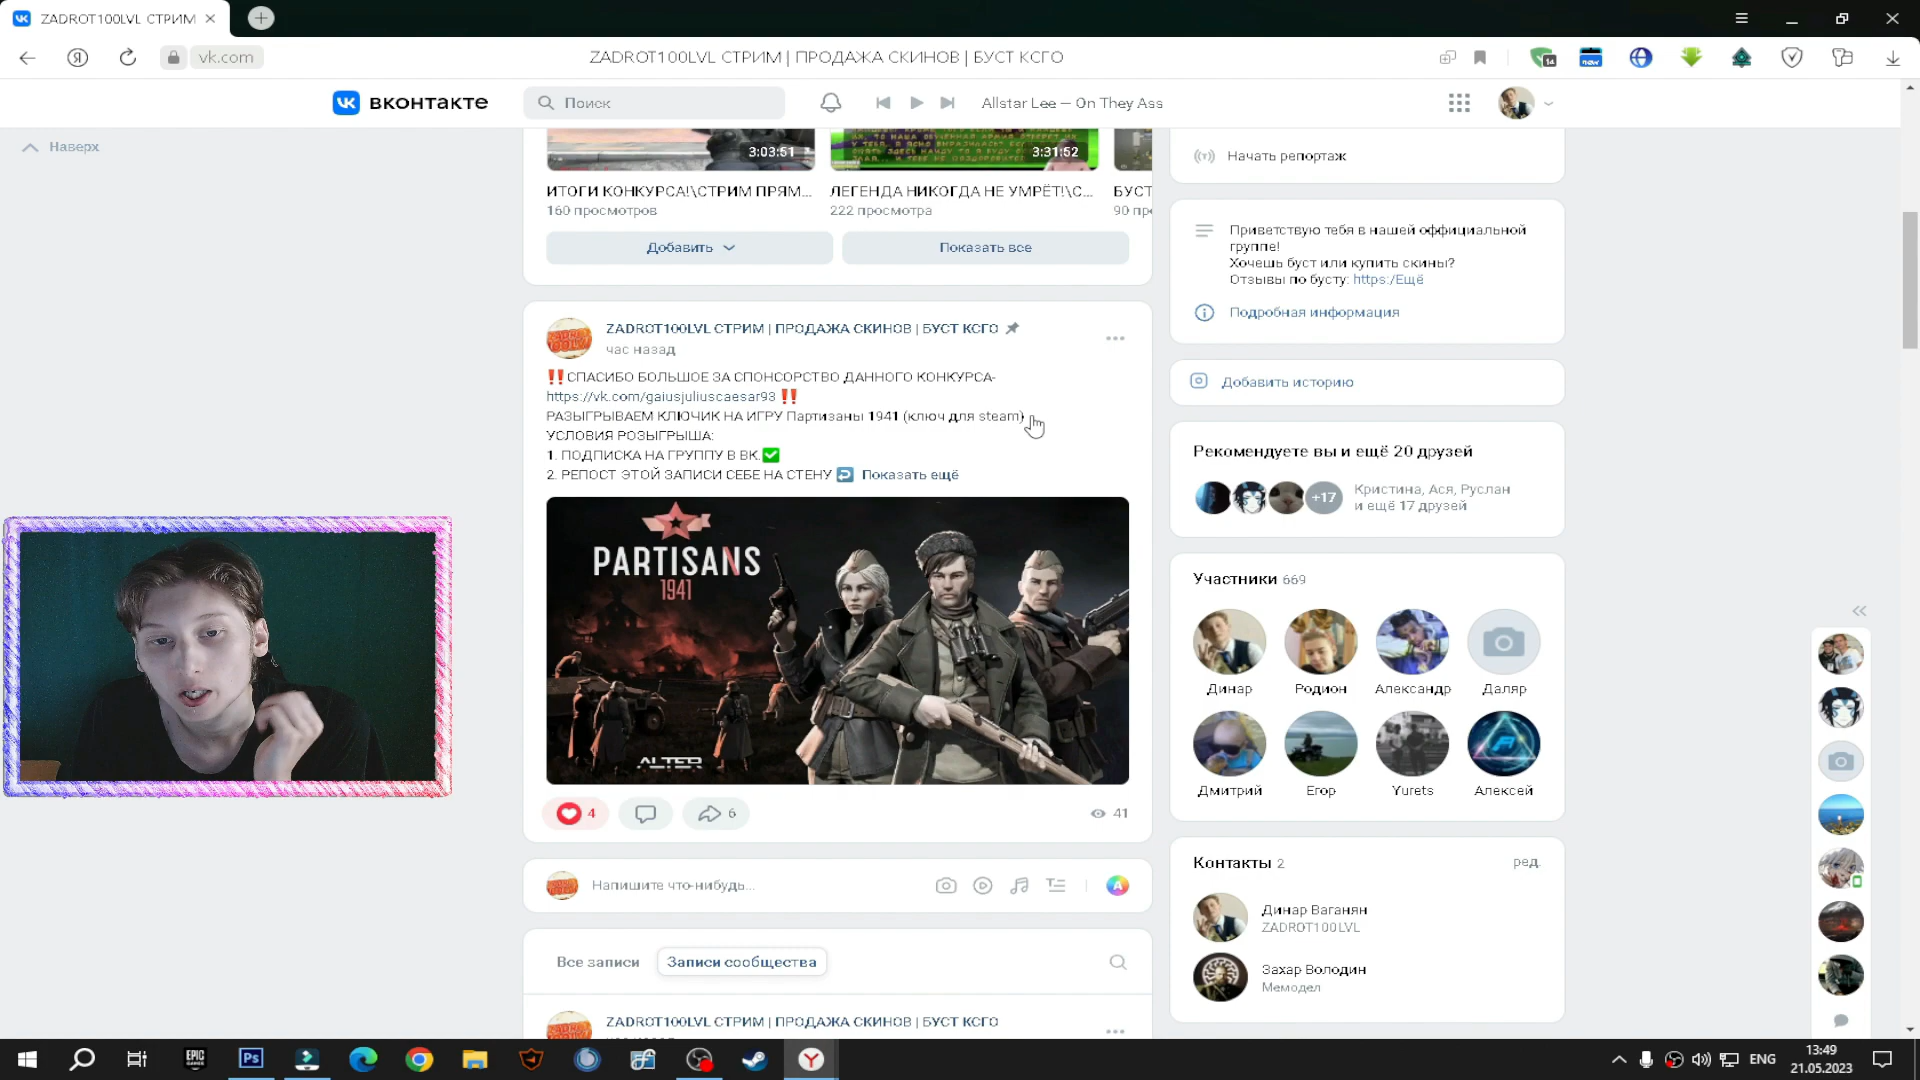 ZADROT100LVL СТРИМ
vk.com
ZADROT100LVL СТРИМ | ПРОДАЖА СКИНОВ | БУСТ КСГО
14
new
вконтакте
Поиск
Allstar Lee — On They Ass
Наверх
3:03:51
3:31:52
ИТОГИ КОНКУРСА!\СТРИМ ПРЯМ...
160 просмотров
ЛЕГЕНДА НИКОГДА НЕ УМРЁТ!\С...
222 просмотра
БУСТ
90 пр
Добавить
Показать все
ZADROT100LVL СТРИМ | ПРОДАЖА СКИНОВ | БУСТ КСГО
час назад
‼️СПАСИБО БОЛЬШОЕ ЗА СПОНСОРСТВО ДАННОГО КОНКУРСА-
https://vk.com/gaiusjuliuscaesar93 ‼️
РАЗЫГРЫВАЕМ КЛЮЧИК НА ИГРУ Партизаны 1941 (ключ для steam)
УСЛОВИЯ РОЗЫГРЫША:
1. ПОДПИСКА НА ГРУППУ В ВК.✅
2. РЕПОСТ ЭТОЙ ЗАПИСИ СЕБЕ НА СТЕНУ Показать ещё
PARTISANS
1941
ALTER
4
6
41
Напишите что-нибудь...
Все записи
Записи сообщества
ZADROT100LVL СТРИМ | ПРОДАЖА СКИНОВ | БУСТ КСГО
Начать репортаж
Приветствую тебя в нашей оффициальной
группе!
Хочешь буст или купить скины?
Отзывы по бусту: https:/Ещё
Подробная информация
Добавить историю
Рекомендуете вы и ещё 20 друзей
+17
Кристина, Ася, Руслан
и ещё 17 друзей
Участники 669
Динар
Родион
Александр
Даляр
Дмитрий
Егор
Yurets
Алексей
Контакты 2
ред.
Динар Ваганян
ZADROT100LVL
Захар Володин
Мемодел
EPIC
GAMES
Ps
ENG
13:49
21.05.2023